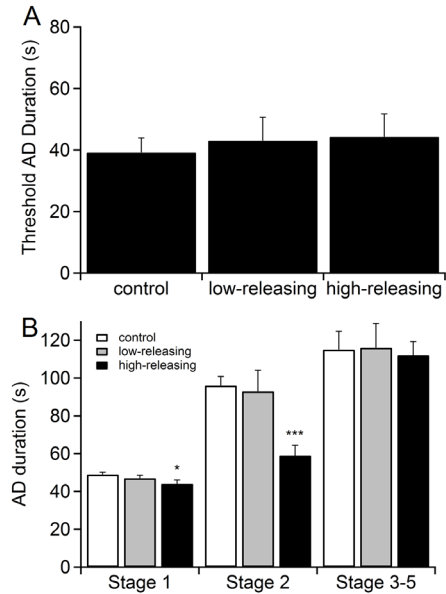 A
Threshold AD Duration (s)
80
60
40
20
0
control low-releasing high-releasing
B
AD duration (s)
120
100
80
60
40
20
0
control
low-releasing
high-releasing
*
***
Stage 1 Stage 2 Stage 3-5